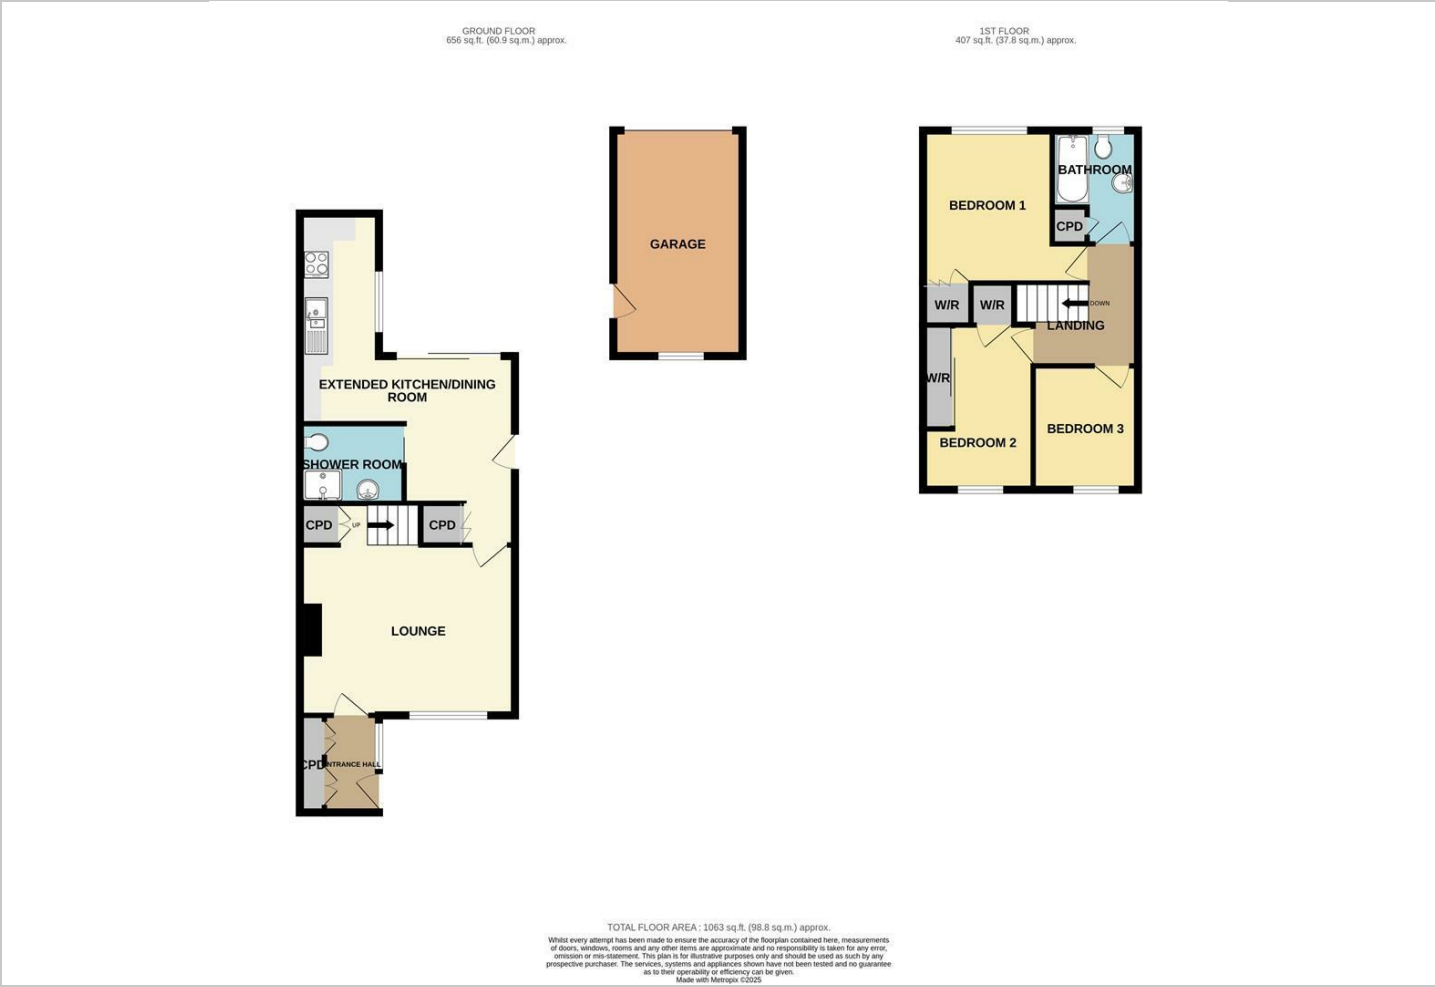 GROUND FLOOR
656 sq.ft. (60.9 sq.m.) approx.
1ST FLOOR
407 sq.ft. (37.8 sq.m.) approx.
GARAGE
EXTENDED KITCHEN/DINING
ROOM
SHOWER ROOM
CPD
UP
CPD
LOUNGE
CPD
ENTRANCE HALL
BEDROOM 1
BATHROOM
CPD
W/R
W/R
DOWN
LANDING
W/R
BEDROOM 2
BEDROOM 3
TOTAL FLOOR AREA : 1063 sq.ft. (98.8 sq.m.) approx.
Whilst every attempt has been made to ensure the accuracy of the floorplan contained here, measurements
of doors, windows, rooms and any other items are approximate and no responsibility is taken for any error,
omission or mis-statement. This plan is for illustrative purposes only and should be used as such by any
prospective purchaser. The services, systems and appliances shown have not been tested and no guarantee
as to their operability or efficiency can be given.
Made with Metropix ©2025